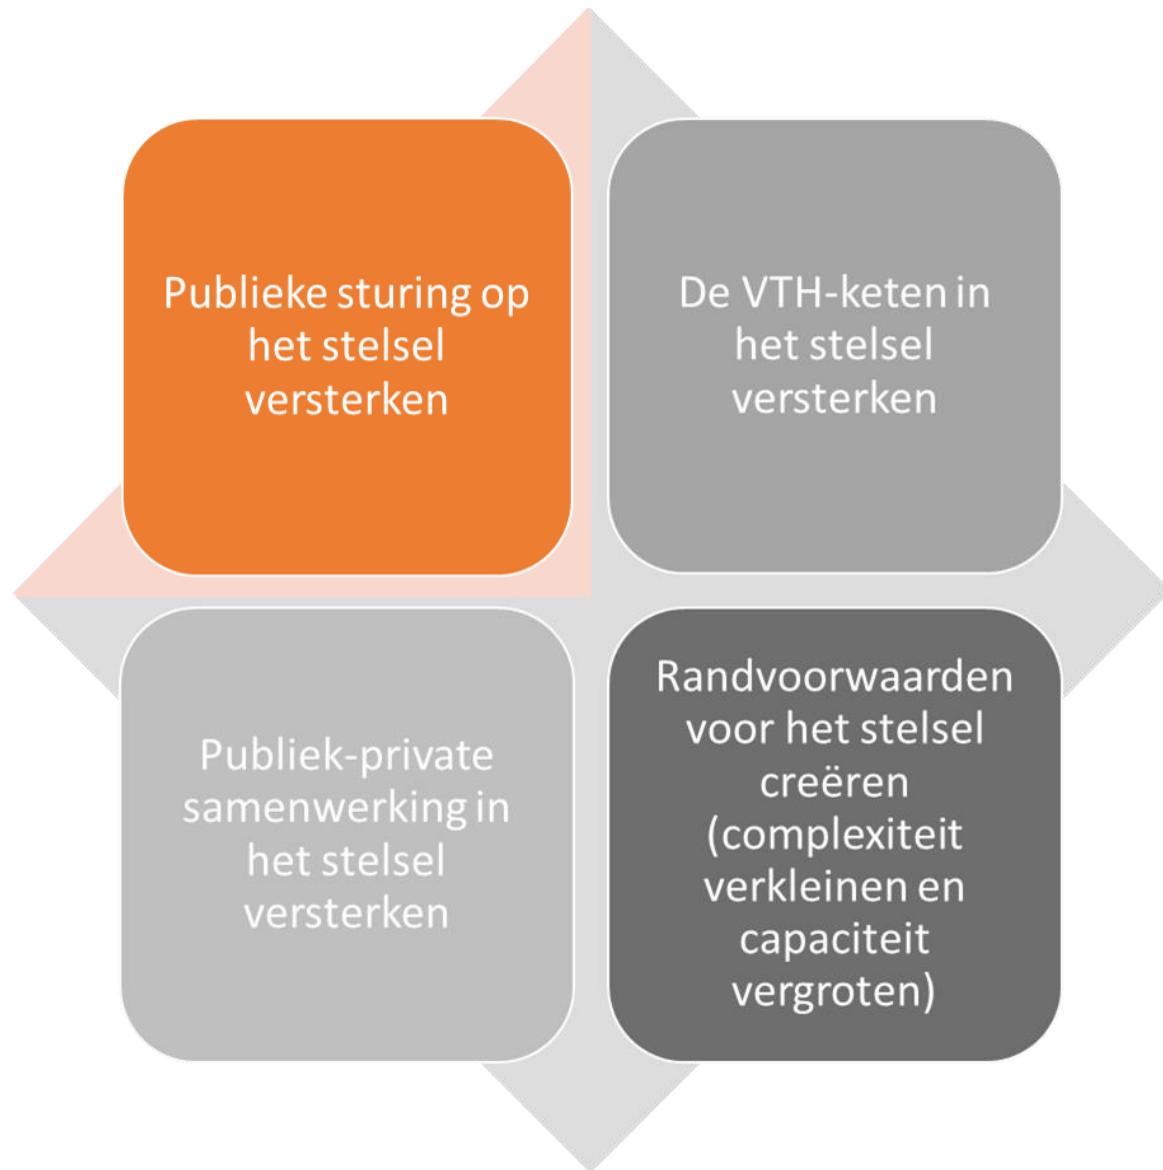 Publieke sturing op
het stelsel
versterken
De VTH-keten in
het stelsel
versterken
Publiek-private
samenwerking in
het stelsel
versterken
Randvoorwaarden
voor het stelsel
creëren
(complexiteit
verkleinen en
capaciteit
vergroten)